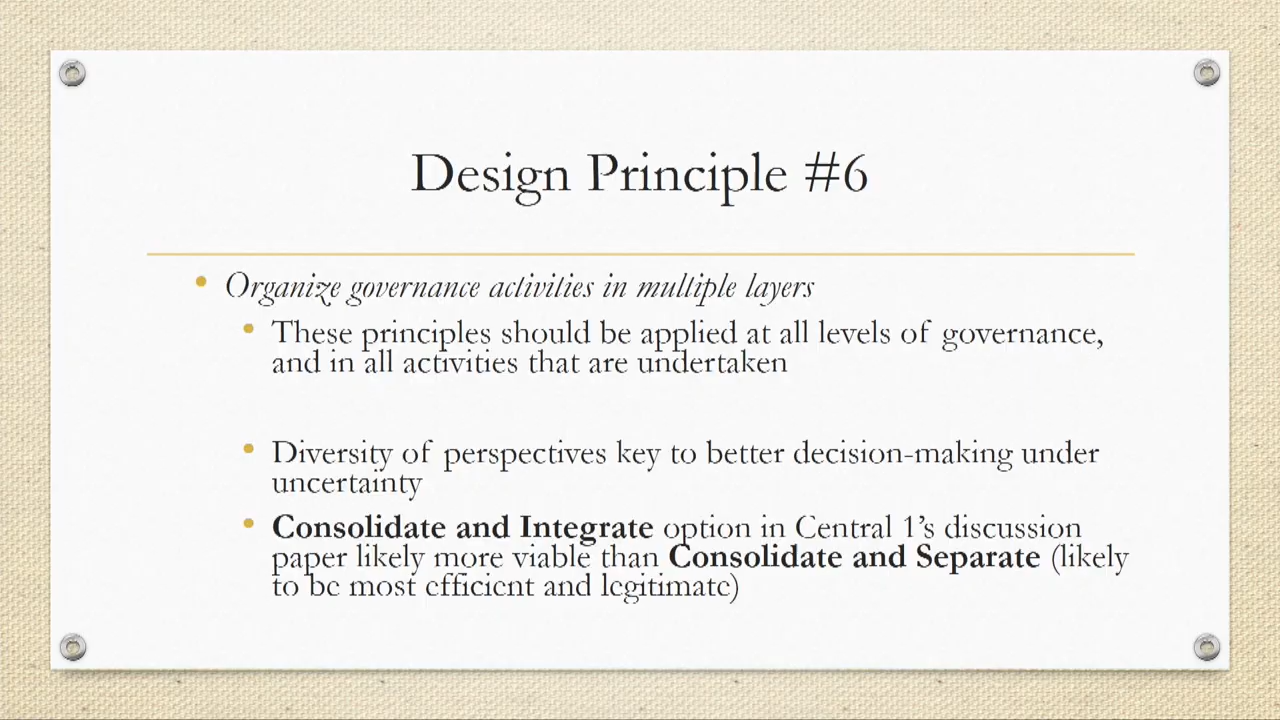 Design Principle #6
Organize governance activities in multiple layers
These principles should be applied at all levels of governance,
and in all activities that are undertaken
Diversity of perspectives key to better decision-making under
uncertainty
Consolidate and Integrate option in Central 1’s discussion
paper likely more viable than Consolidate and Separate (likely
to be most efficient and legitimate)